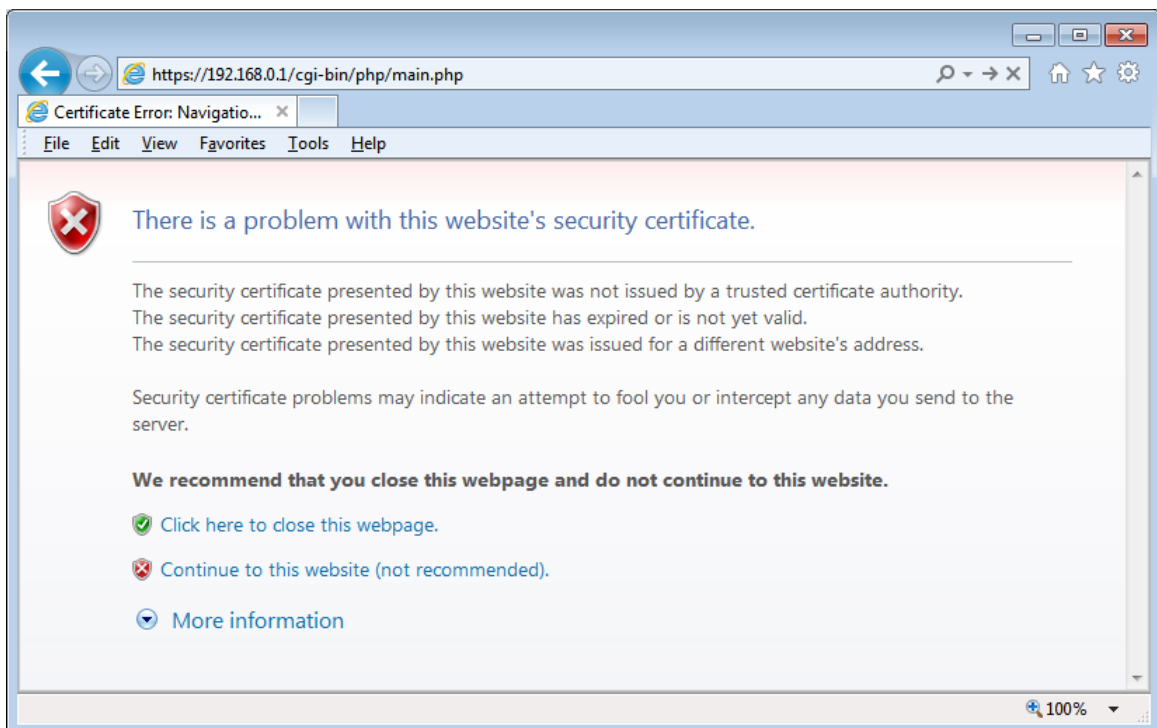 https://192.168.0.1/cgi-bin/php/main.php
Certificate Error: Navigatio...
File Edit View Favorites Tools Help
There is a problem with this website's security certificate.
The security certificate presented by this website was not issued by a trusted certificate authority.
The security certificate presented by this website has expired or is not yet valid.
The security certificate presented by this website was issued for a different website's address.
Security certificate problems may indicate an attempt to fool you or intercept any data you send to the
server.
We recommend that you close this webpage and do not continue to this website.
Click here to close this webpage.
Continue to this website (not recommended).
More information
100%